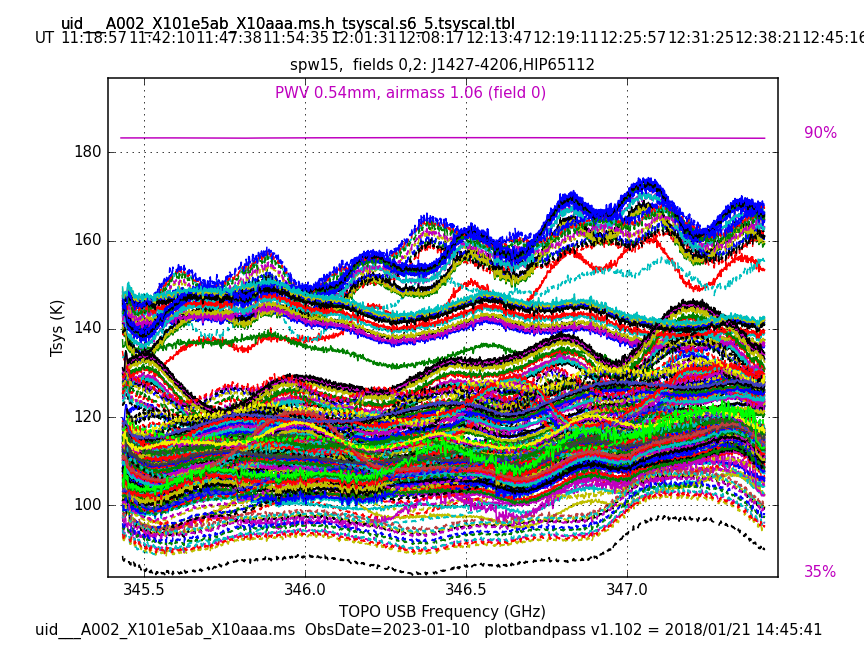 uid___A002_X101e5ab_X10aaa.ms.h_tsyscal.s6_5.tsyscal.tbl
UT 11:18:57 11:42:10 11:47:38 11:54:35 12:01:31 12:08:17 12:13:47 12:19:11 12:25:57 12:31:25 12:38:21 12:45:16
spw15, fields 0,2: J1427-4206,HIP65112
PWV 0.54mm, airmass 1.06 (field 0)
90%
180
160
140
120
100
Tsys (K)
35%
345.5 346.0 346.5 347.0
TOPO USB Frequency (GHz)
uid___A002_X101e5ab_X10aaa.ms ObsDate=2023-01-10 plotbandpass v1.102 = 2018/01/21 14:45:41